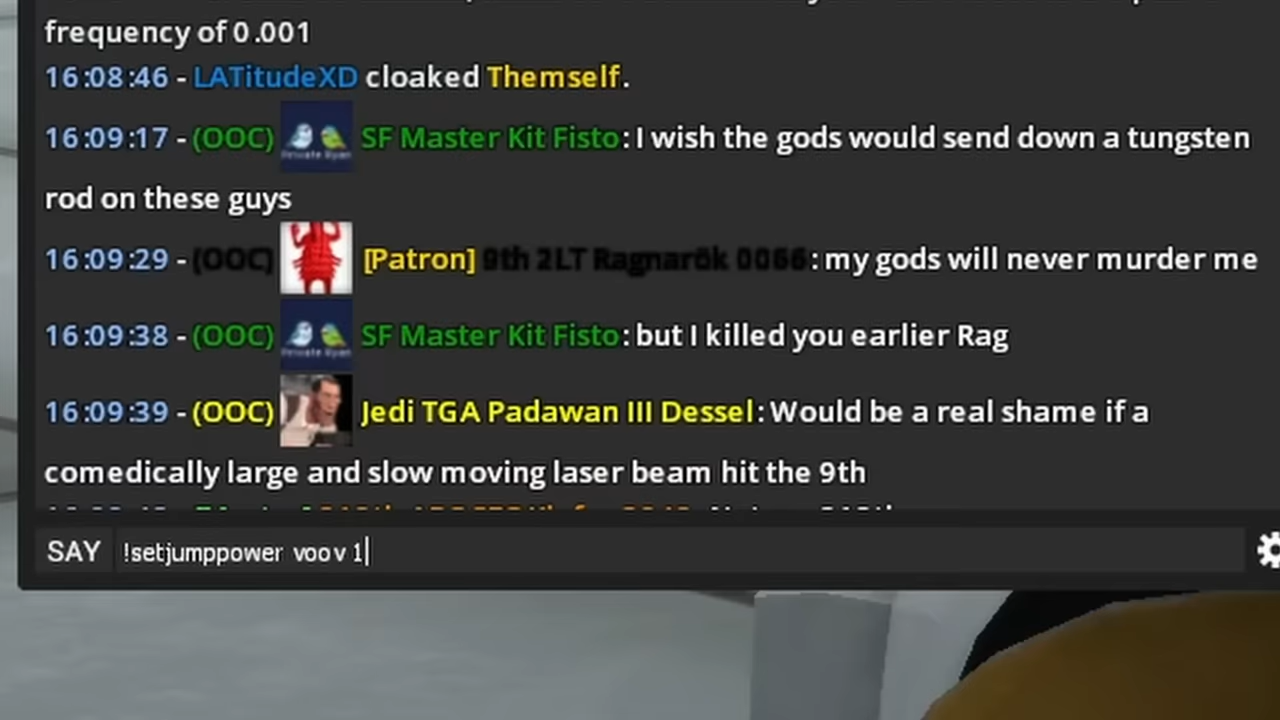 frequency of 0.001
16:08:46 - LATitudeXD cloaked Themself.
16:09:17 - (OOC) SF Master Kit Fisto: I wish the gods would send down a tungsten
rod on these guys
16:09:29 - (OOC) [Patron] 9th 2LT Ragnarök 0066: my gods will never murder me
16:09:38 - (OOC) SF Master Kit Fisto: but I killed you earlier Rag
16:09:39 - (OOC) Jedi TGA Padawan III Dessel: Would be a real shame if a
comedically large and slow moving laser beam hit the 9th
SAY !setjumppower voov 1